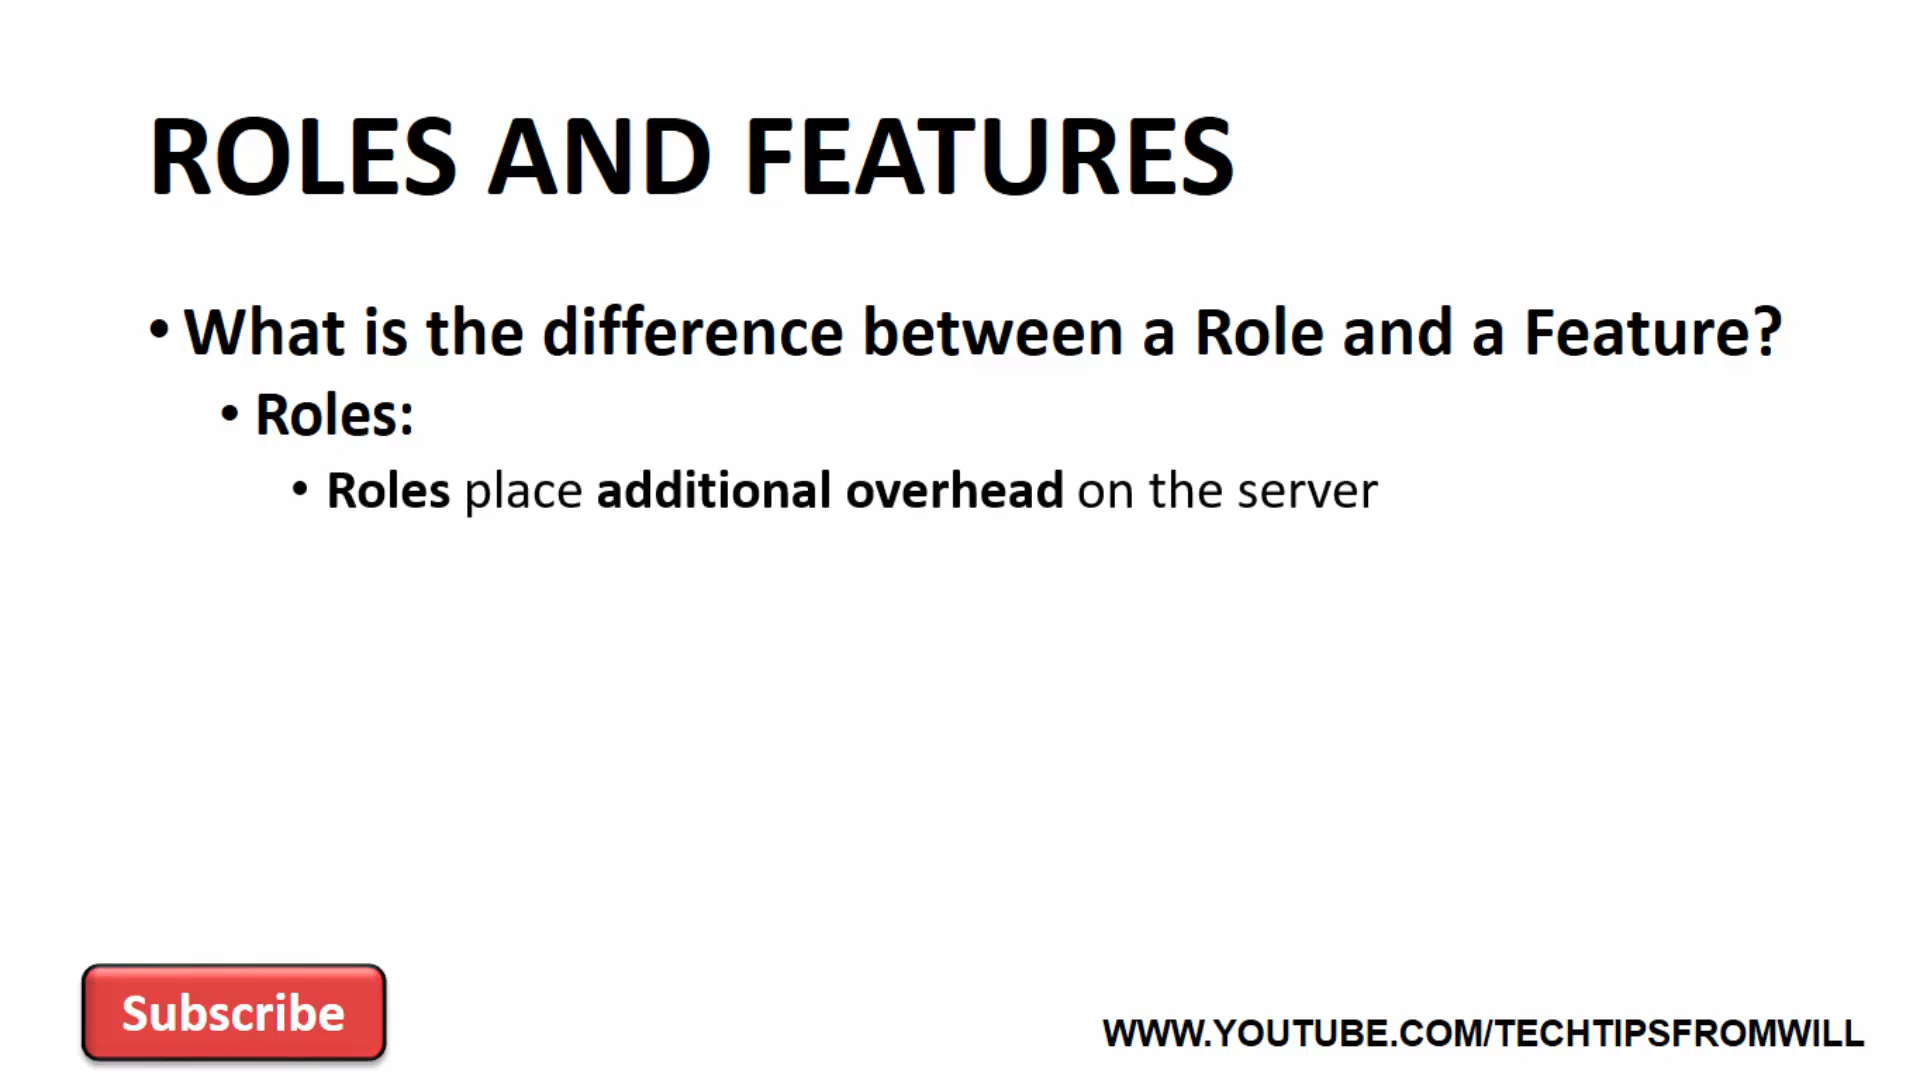 ROLES AND FEATURES
• What is the difference between a Role and a Feature?
• Roles:
• Roles place additional overhead on the server
Subscribe
WWW.YOUTUBE.COM/TECHTIPSFROMWILL